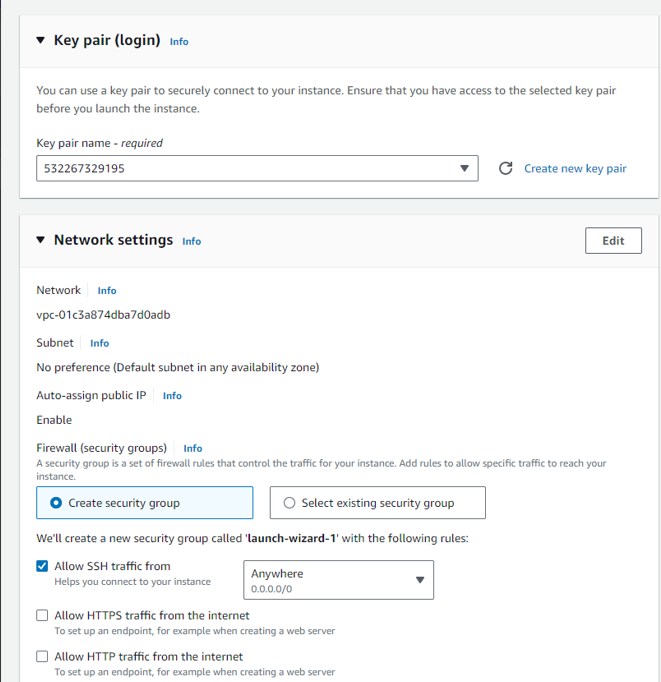 Key pair (login) Info
You can use a key pair to securely connect to your instance. Ensure that you have access to the selected key pair
before you launch the instance.
Key pair name - required
532267329195
Create new key pair
Network settings Info
Edit
Network Info
vpc-01c3a874dba7d0adb
Subnet Info
No preference (Default subnet in any availability zone)
Auto-assign public IP Info
Enable
Firewall (security groups) Info
A security group is a set of firewall rules that control the traffic for your instance. Add rules to allow specific traffic to reach your
instance.
Create security group
Select existing security group
We'll create a new security group called 'launch-wizard-1' with the following rules:
Allow SSH traffic from
Helps you connect to your instance
Anywhere
0.0.0.0/0
Allow HTTPS traffic from the internet
To set up an endpoint, for example when creating a web server
Allow HTTP traffic from the internet
To set up an endpoint, for example when creating a web server